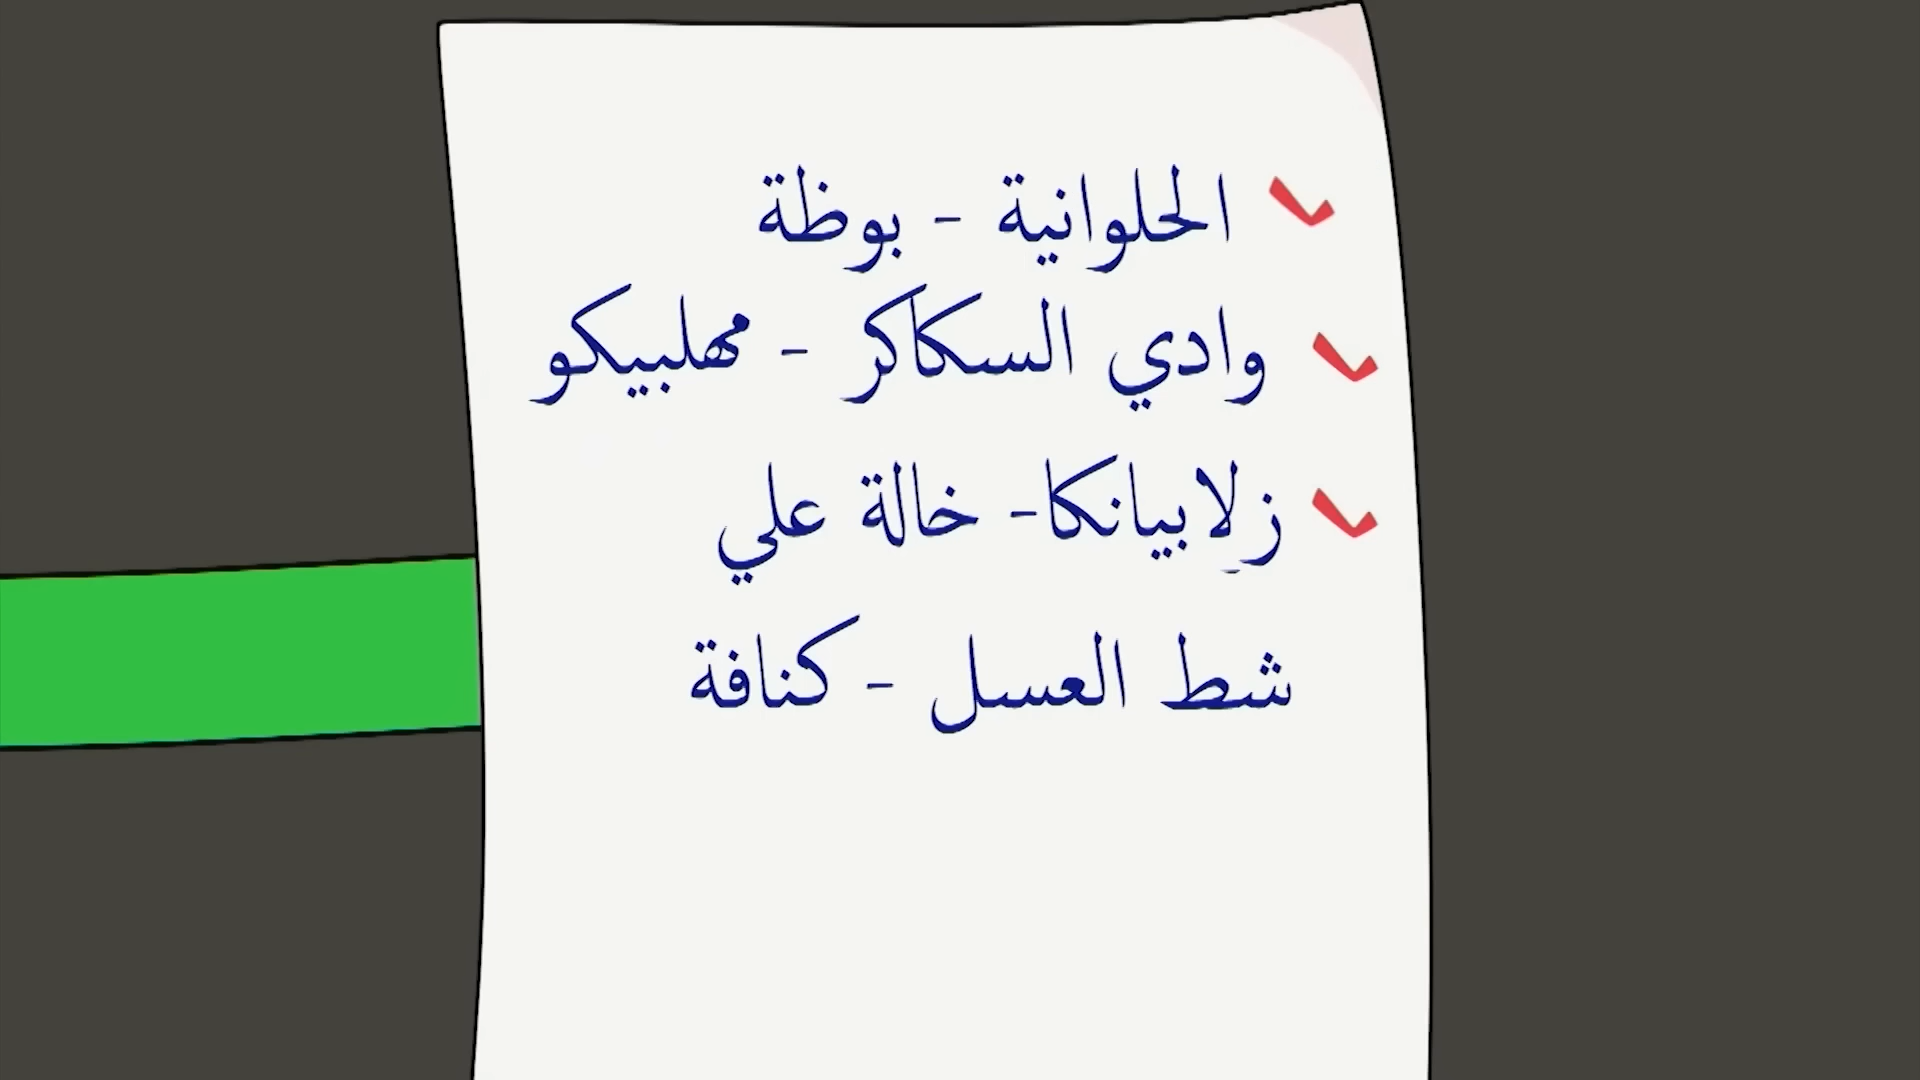 الحلوانية - بوظة
وادي السكاكر - مهلبيكو
زِلابيانكا- خالة علي
شط العسل - كنافة